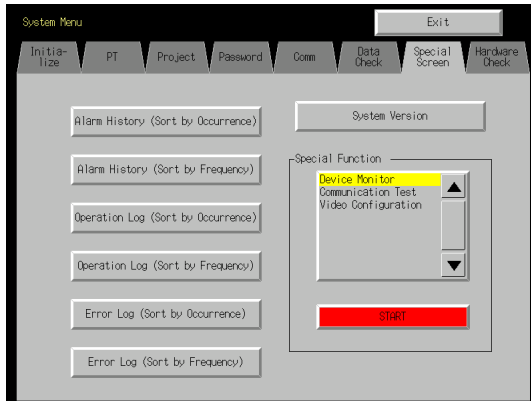 System Menu
Exit
Initia-
lize
PT
Project
Password
Comm
Data
Check
Special
Screen
Hardware
Check
Alarm History (Sort by Occurrence)
Alarm History (Sort by Frequency)
Operation Log (Sort by Occurrence)
Operation Log (Sort by Frequency)
Error Log (Sort by Occurrence)
Error Log (Sort by Frequency)
System Version
Special Function
Device Monitor
Communication Test
Video Configuration
START